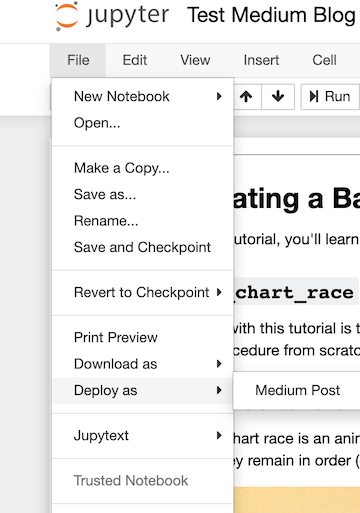 jupyter Test Medium Blog
File Edit View Insert Cell
New Notebook
Run
Open...
Make a Copy...
Save as...
ating a Ba
Rename...
utorial, you'll learn
Save and Checkpoint
Revert to Checkpoint
_chart_race
Print Preview
with this tutorial is t
Download as
cedure from scratc
Deploy as
Medium Post
Jupytext
hart race is an anir
ey remain in order (
Trusted Notebook